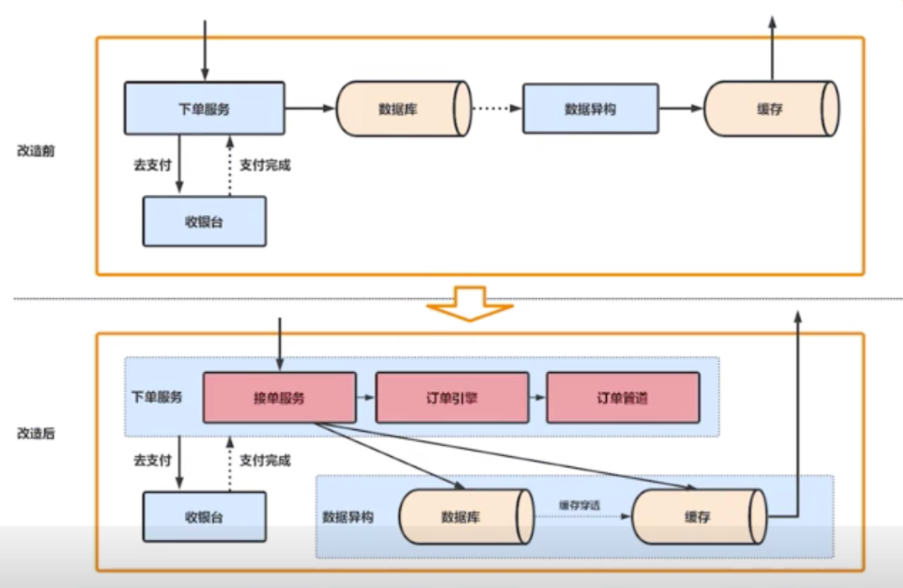 下单服务
数据库
数据异构
缓存
改造前
去支付
支付完成
收银台
下单服务
接单服务
订单引擎
订单管道
改造后
去支付
支付完成
收银台
数据异构
数据库
缓存穿透
缓存